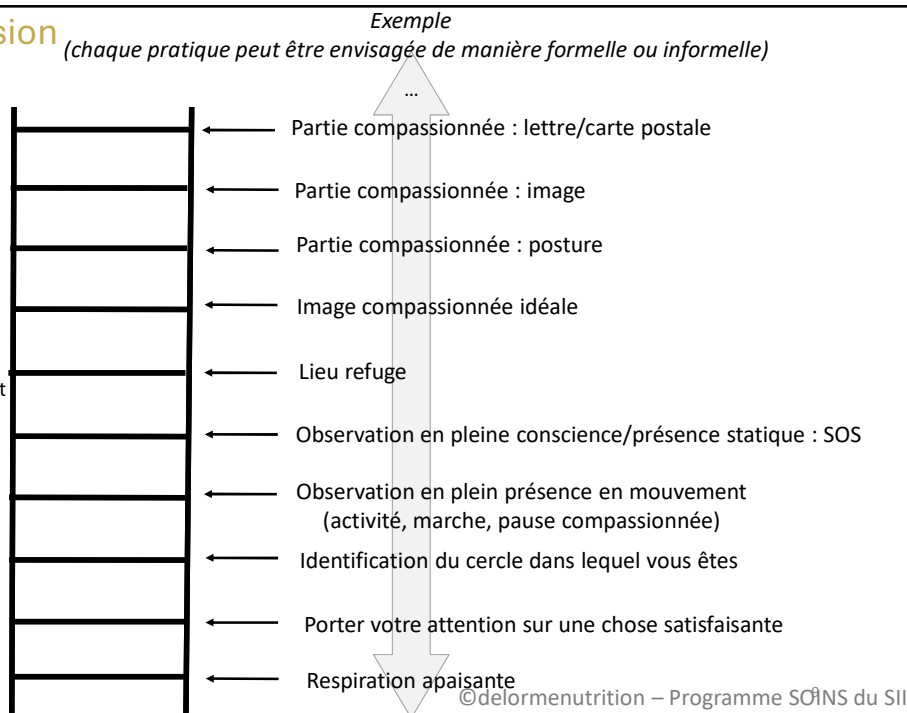 sion
Exemple
(chaque pratique peut être envisagée de manière formelle ou informelle)
...
Partie compassionnée : lettre/carte postale
Partie compassionnée : image
Partie compassionnée : posture
Image compassionnée idéale
Lieu refuge
t
Observation en pleine conscience/présence statique : SOS
Observation en plein présence en mouvement
(activité, marche, pause compassionnée)
Identification du cercle dans lequel vous êtes
Porter votre attention sur une chose satisfaisante
Respiration apaisante
©delormenutrition – Programme SOINS du SII